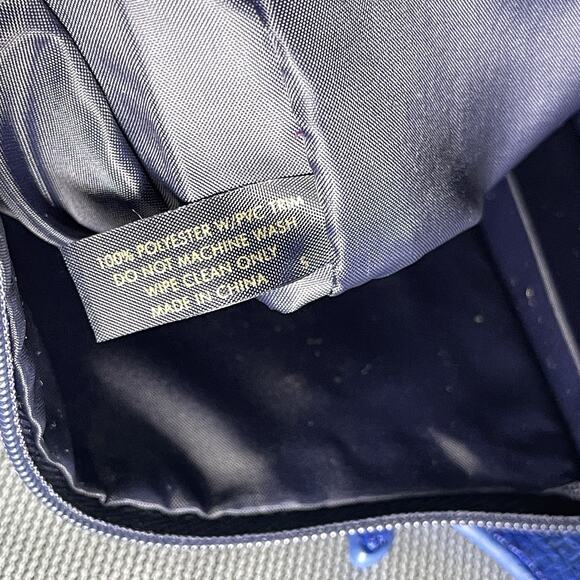 100% POLYESTER W/PVC TRIM
DO NOT MACHINE WASH
WIPE CLEAN ONLY
MADE IN CHINA